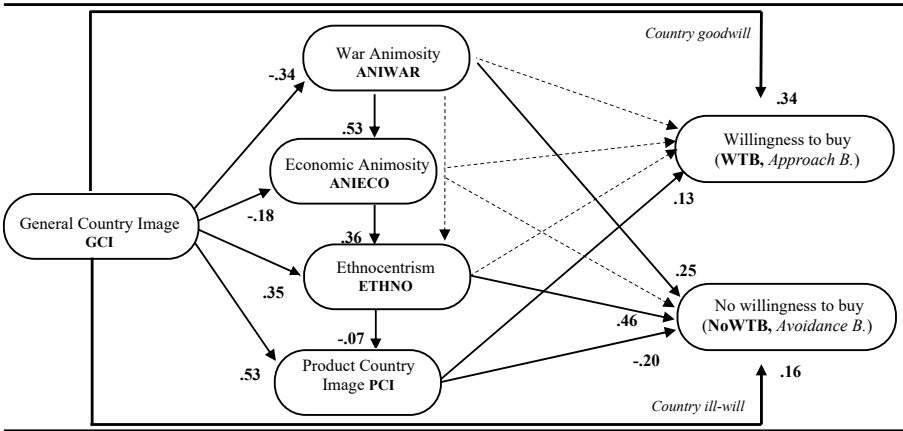 Country goodwill
War Animosity
ANIWAR
-.34
.34
.53
Willingness to buy
(WTB, Approach B.)
Economic Animosity
ANIECO
-.18
.13
General Country Image
GCI
.36
Ethnocentrism
ETHNO
.35
.25
No willingness to buy
(NoWTB, Avoidance B.)
.46
-.07
-.20
Product Country
Image PCI
.53
.16
Country ill-will